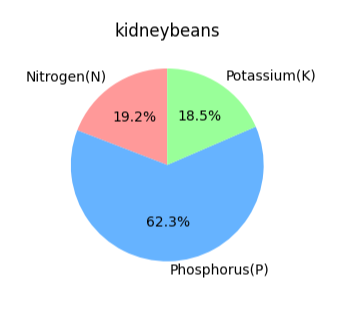 kidneybeans
Nitrogen(N)
Potassium(K)
19.2%
18.5%
62.3%
Phosphorus(P)